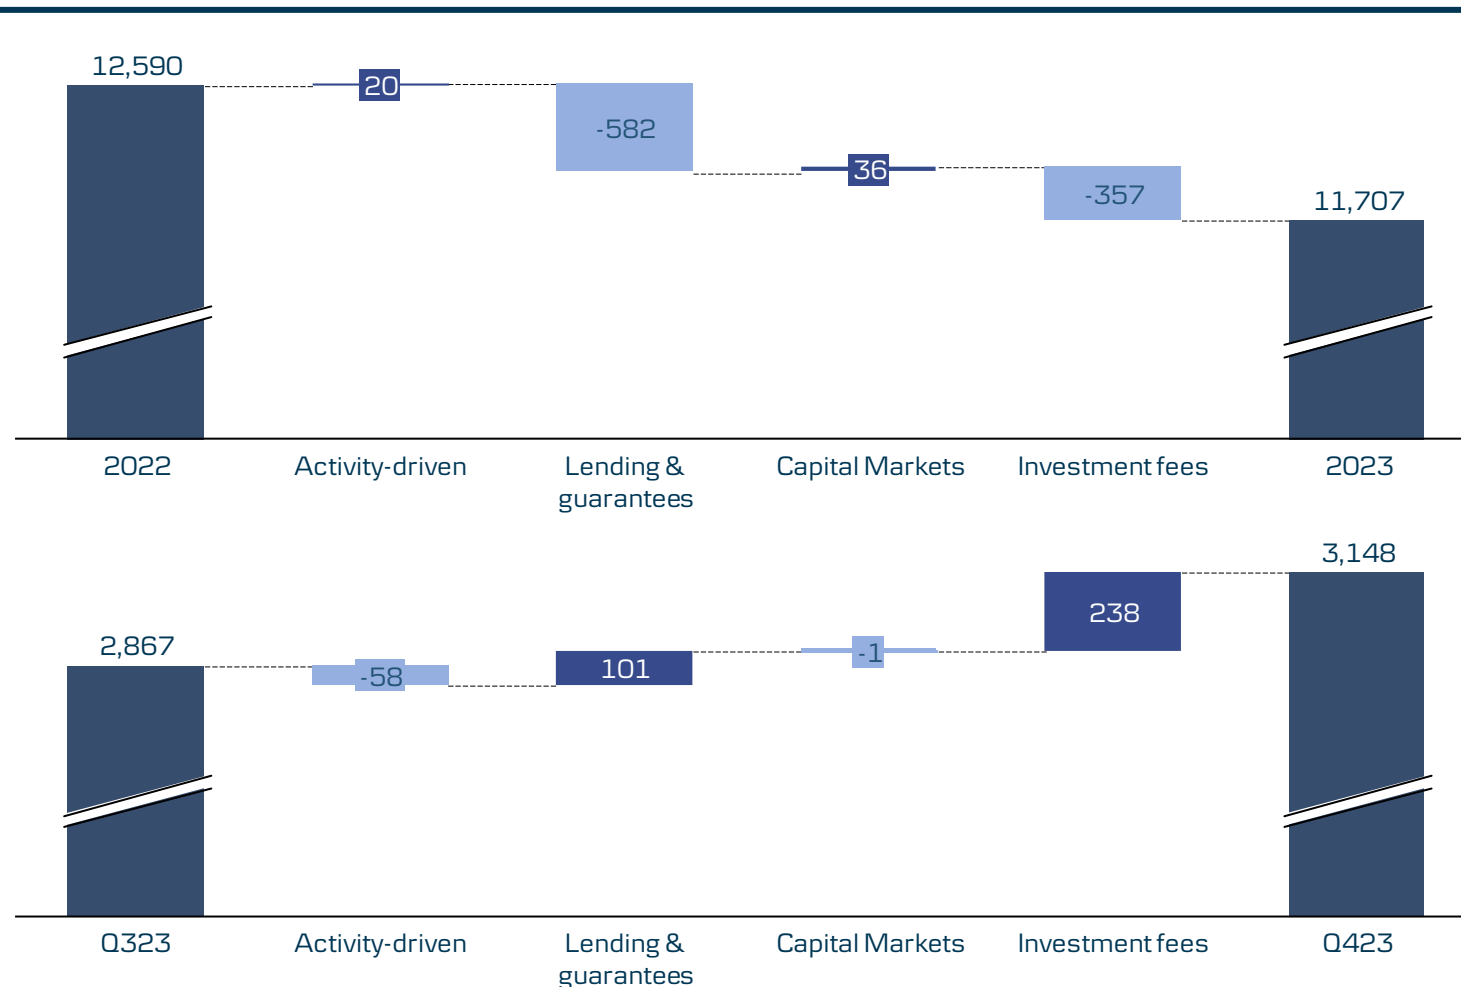 12,590
20
-582
36
-357
11,707
2022
Activity-driven
Lending &
guarantees
Capital Markets
Investment fees
2023
2,867
-58
101
-1
238
3,148
Q323
Activity-driven
Lending &
guarantees
Capital Markets
Investment fees
Q423